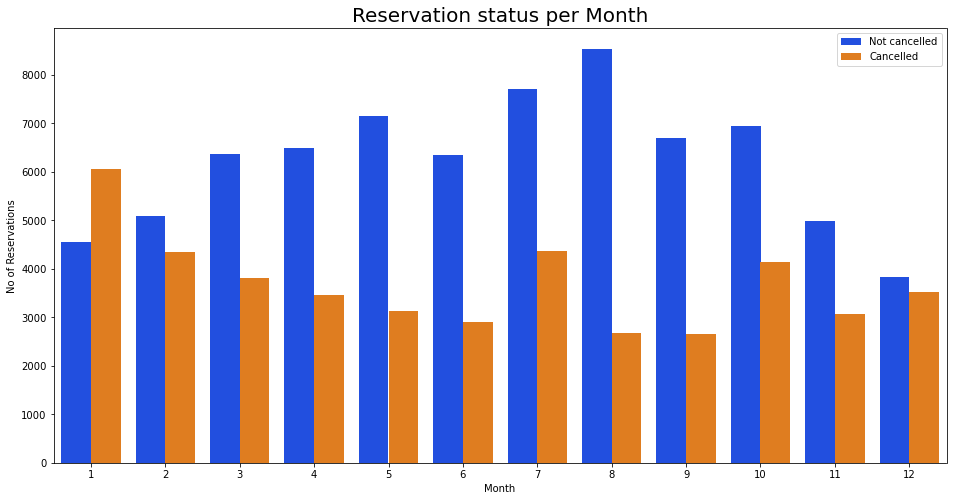 Reservation status per Month
Not cancelled
Cancelled
8000
7000
6000
5000
4000
3000
2000
1000
0
No of Reservations
1 2 3 4 5 6 7 8 9 10 11 12
Month